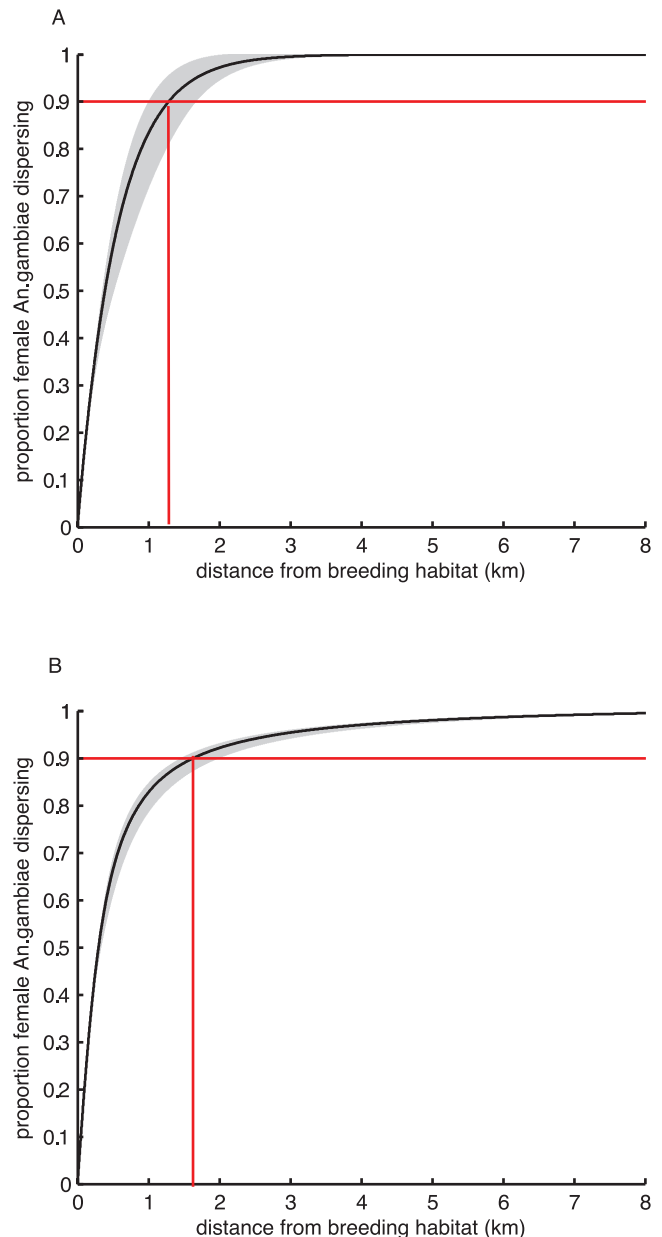 A
1
0.9
0.8
0.7
0.6
0.5
0.4
0.3
0.2
0.1
0
proportion female An.gambiae dispersing
0 1 2 3 4 5 6 7 8
distance from breeding habitat (km)
B
1
0.9
0.8
0.7
0.6
0.5
0.4
0.3
0.2
0.1
0
proportion female An.gambiae dispersing
0 1 2 3 4 5 6 7 8
distance from breeding habitat (km)